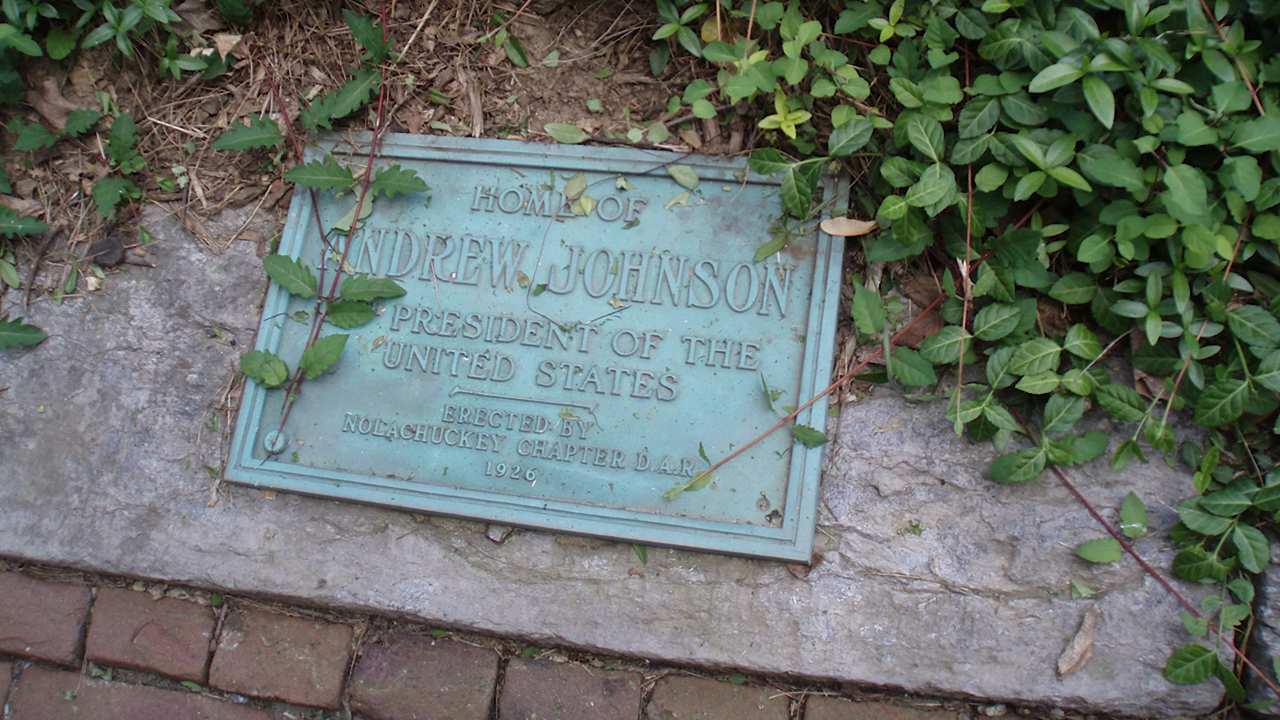 HOME OF
ANDREW JOHNSON
PRESIDENT OF THE
UNITED STATES
ERECTED BY
NOLACHUCKEY CHAPTER D.A.R.
1926